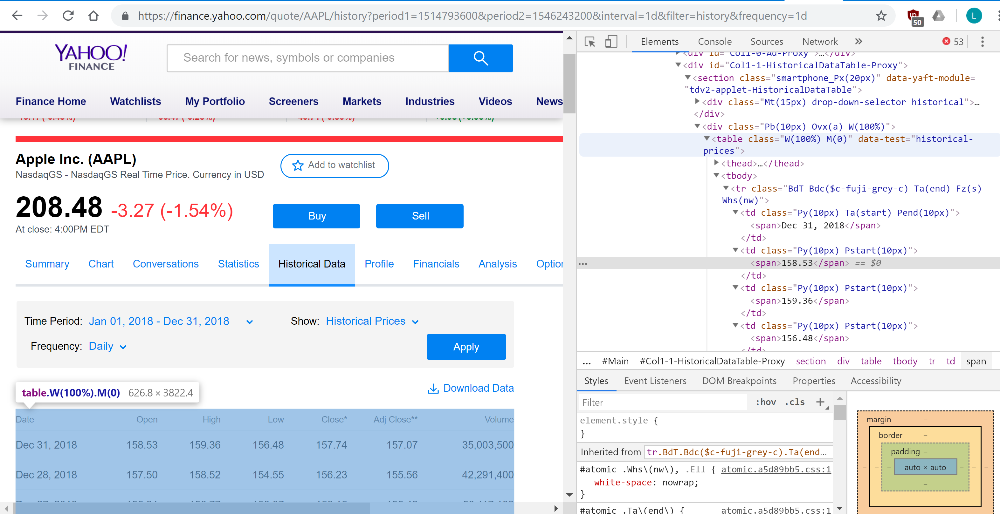 https://finance.yahoo.com/quote/AAPL/history?period1=1514793600&period2=1546243200&interval=1d&filter=history&frequency=1d
50
L
YAHOO!
FINANCE
Search for news, symbols or companies
Finance Home Watchlists My Portfolio Screeners Markets Industries Videos News
Apple Inc. (AAPL)
Add to watchlist
NasdaqGS - NasdaqGS Real Time Price. Currency in USD
208.48 -3.27 (-1.54%)
Buy Sell
At close: 4:00PM EDT
Summary Chart Conversations Statistics Historical Data Profile Financials Analysis Option
Time Period: Jan 01, 2018 - Dec 31, 2018 Show: Historical Prices
Frequency: Daily
Apply
Download Data
table.W(100%).M(0) 626.8 × 3822.4
Date Open High Low Close* Adj Close** Volume
Dec 31, 2018 158.53 159.36 156.48 157.74 157.07 35,003,500
Dec 28, 2018 157.50 158.52 154.55 156.23 155.56 42,291,400
Elements Console Sources Network » 53
<div id="Col1-0-Ad-Proxy">…</div>
<div id="Col1-1-HistoricalDataTable-Proxy">
<section class="smartphone_Px(20px)" data-yaft-module=
"tdv2-applet-HistoricalDataTable">
<div class="Mt(15px) drop-down-selector historical">…
</div>
<div class="Pb(10px) Ovx(a) W(100%)">
<table class="W(100%) M(0)" data-test="historical-
prices">
<thead>…</thead>
<tbody>
<tr class="BdT Bdc($c-fuji-grey-c) Ta(end) Fz(s)
Whs(nw)">
<td class="Py(10px) Ta(start) Pend(10px)">
<span>Dec 31, 2018</span>
</td>
<td class="Py(10px) Pstart(10px)">
… <span>158.53</span> == $0
</td>
<td class="Py(10px) Pstart(10px)">
<span>159.36</span>
</td>
<td class="Py(10px) Pstart(10px)">
<span>156.48</span>
</td>
… #Main #Col1-1-HistoricalDataTable-Proxy section div table tbody tr td span
Styles Event Listeners DOM Breakpoints Properties Accessibility
Filter :hov .cls +
element.style {
}
Inherited from tr.BdT.Bdc($c-fuji-grey-c).Ta(end…
#atomic .Whs\(nw\), .Ell { atomic.a5d89bb5.css:1
white-space: nowrap;
}
#atomic .Ta\(end\) { atomic.a5d89bb5.css:1
margin –
border –
padding –
– – – auto × auto – – –
–
–